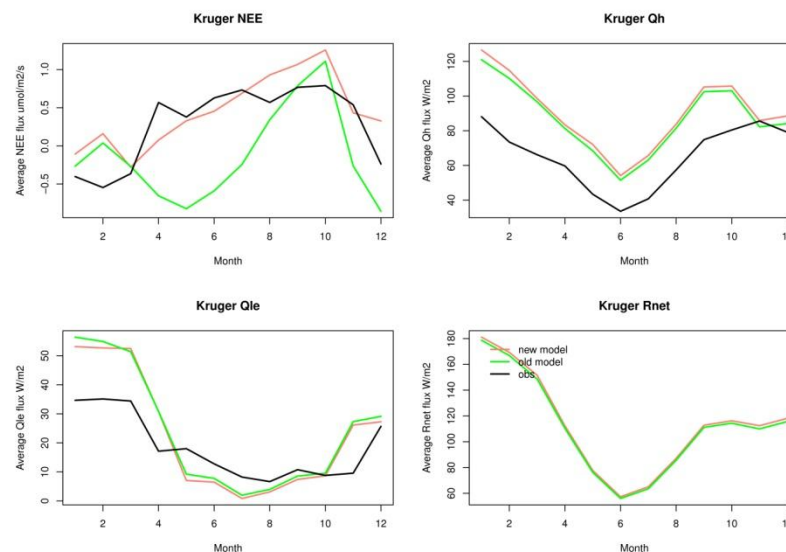 Kruger NEE
Average NEE flux umol/m2/s
1.0
0.5
0.0
−0.5
2 4 6 8 10 12
Month
Kruger Qh
Average Qh flux W/m2
120
100
80
60
40
2 4 6 8 10 12
Month
Kruger Qle
Average Qle flux W/m2
50
40
30
20
10
0
2 4 6 8 10 12
Month
Kruger Rnet
Average Rnet flux W/m2
180
160
140
120
100
80
60
new model
old model
obs
2 4 6 8 10 12
Month